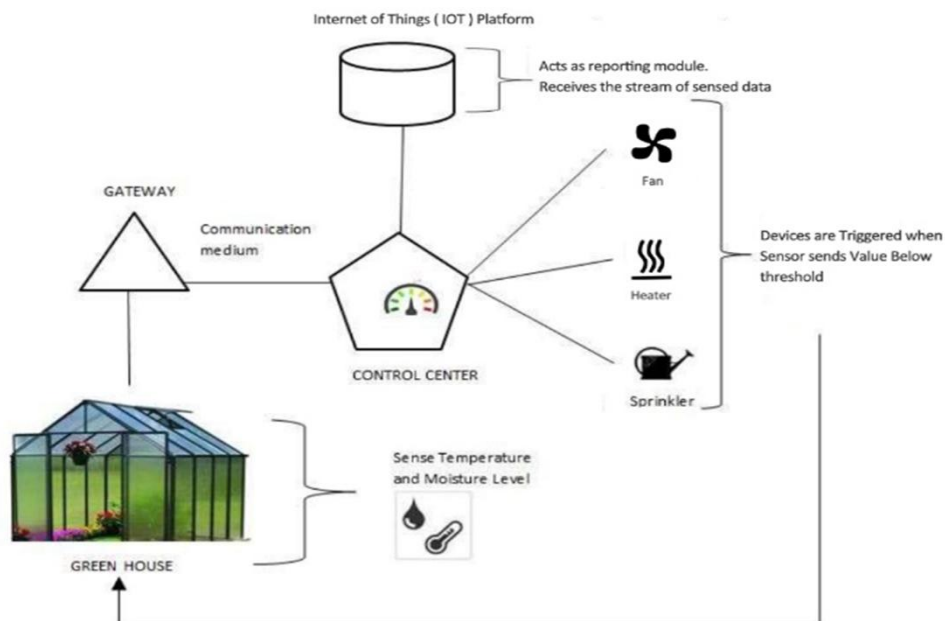 Internet of Things ( IOT ) Platform
Acts as reporting module.
Receives the stream of sensed data
Fan
GATEWAY
Communication
medium
Devices are Triggered when
Sensor sends Value Below
threshold
Heater
CONTROL CENTER
Sprinkler
Sense Temperature
and Moisture Level
GREEN HOUSE